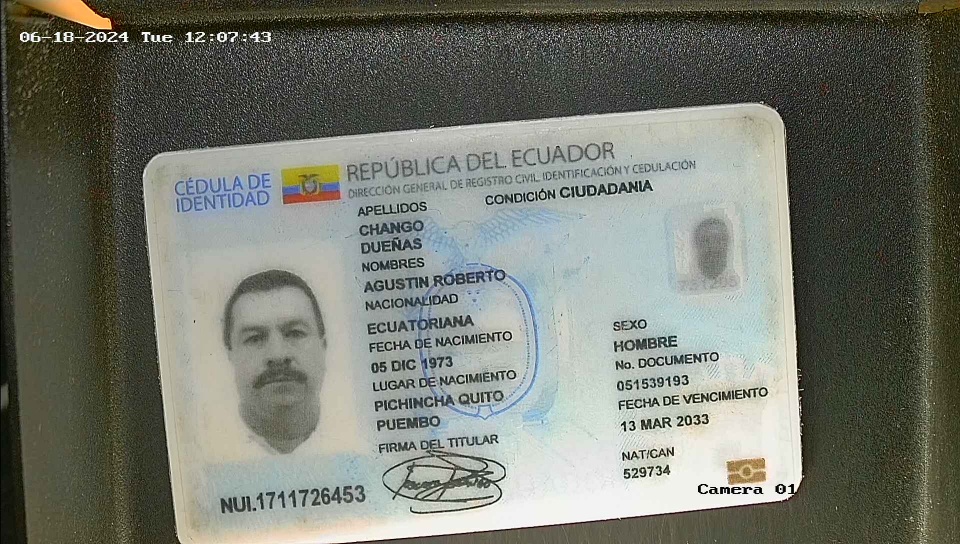 06-18-2024 Tue 12:07:43
CÉDULA DE
IDENTIDAD
REPÚBLICA DEL ECUADOR
DIRECCIÓN GENERAL DE REGISTRO CIVIL, IDENTIFICACIÓN Y CEDULACIÓN
APELLIDOS
CONDICIÓN CIUDADANIA
CHANGO
DUEÑAS
NOMBRES
AGUSTIN ROBERTO
NACIONALIDAD
ECUATORIANA
FECHA DE NACIMIENTO
05 DIC 1973
LUGAR DE NACIMIENTO
PICHINCHA QUITO
PUEMBO
FIRMA DEL TITULAR
SEXO
HOMBRE
No. DOCUMENTO
051539193
FECHA DE VENCIMIENTO
13 MAR 2033
NAT/CAN
529734
NUI.1711726453
Camera 01